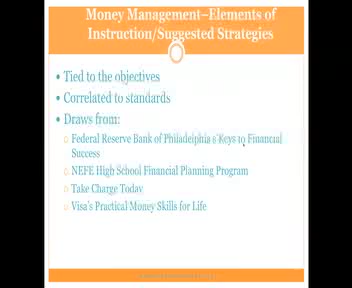 Money Management–Elements of
Instruction/Suggested Strategies
• Tied to the objectives
• Correlated to standards
• Draws from:
Federal Reserve Bank of Philadelphia s Keys to Financial
Success
NEFE High School Financial Planning Program
Take Charge Today
Visa's Practical Money Skills for Life